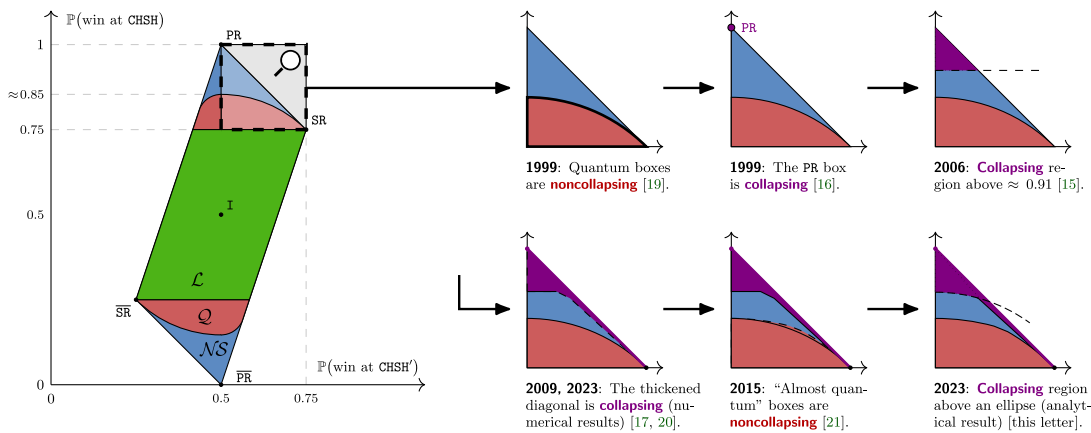 ℙ(win at CHSH)
PR
1
≈0.85
0.75
SR
0.5
I
ℒ
S̅R̅
𝒬
𝒩𝒮
P̅R̅
ℙ(win at CHSH′)
0
0
0.5
0.75
1999: Quantum boxes
are noncollapsing [19].
PR
1999: The PR box
is collapsing [16].
2006: Collapsing re-
gion above ≈ 0.91 [15].
2009, 2023: The thickened
diagonal is collapsing (nu-
merical results) [17, 20].
2015: “Almost quan-
tum” boxes are
noncollapsing [21].
2023: Collapsing region
above an ellipse (analyt-
ical result) [this letter].